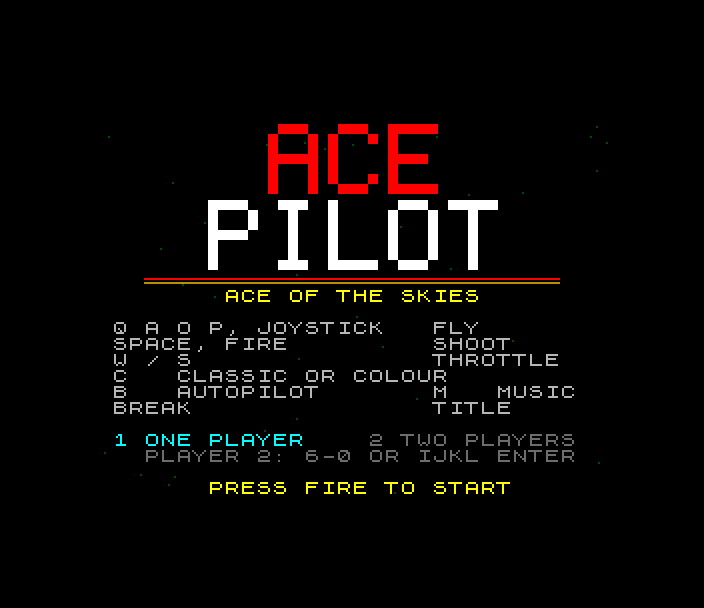 ACE
PILOT
ACE OF THE SKIES
Q A O P, JOYSTICK FLY
SPACE, FIRE SHOOT
W / S THROTTLE
C CLASSIC OR COLOUR
B AUTOPILOT M MUSIC
BREAK TITLE
1 ONE PLAYER 2 TWO PLAYERS
PLAYER 2: 6-0 OR IJKL ENTER
PRESS FIRE TO START